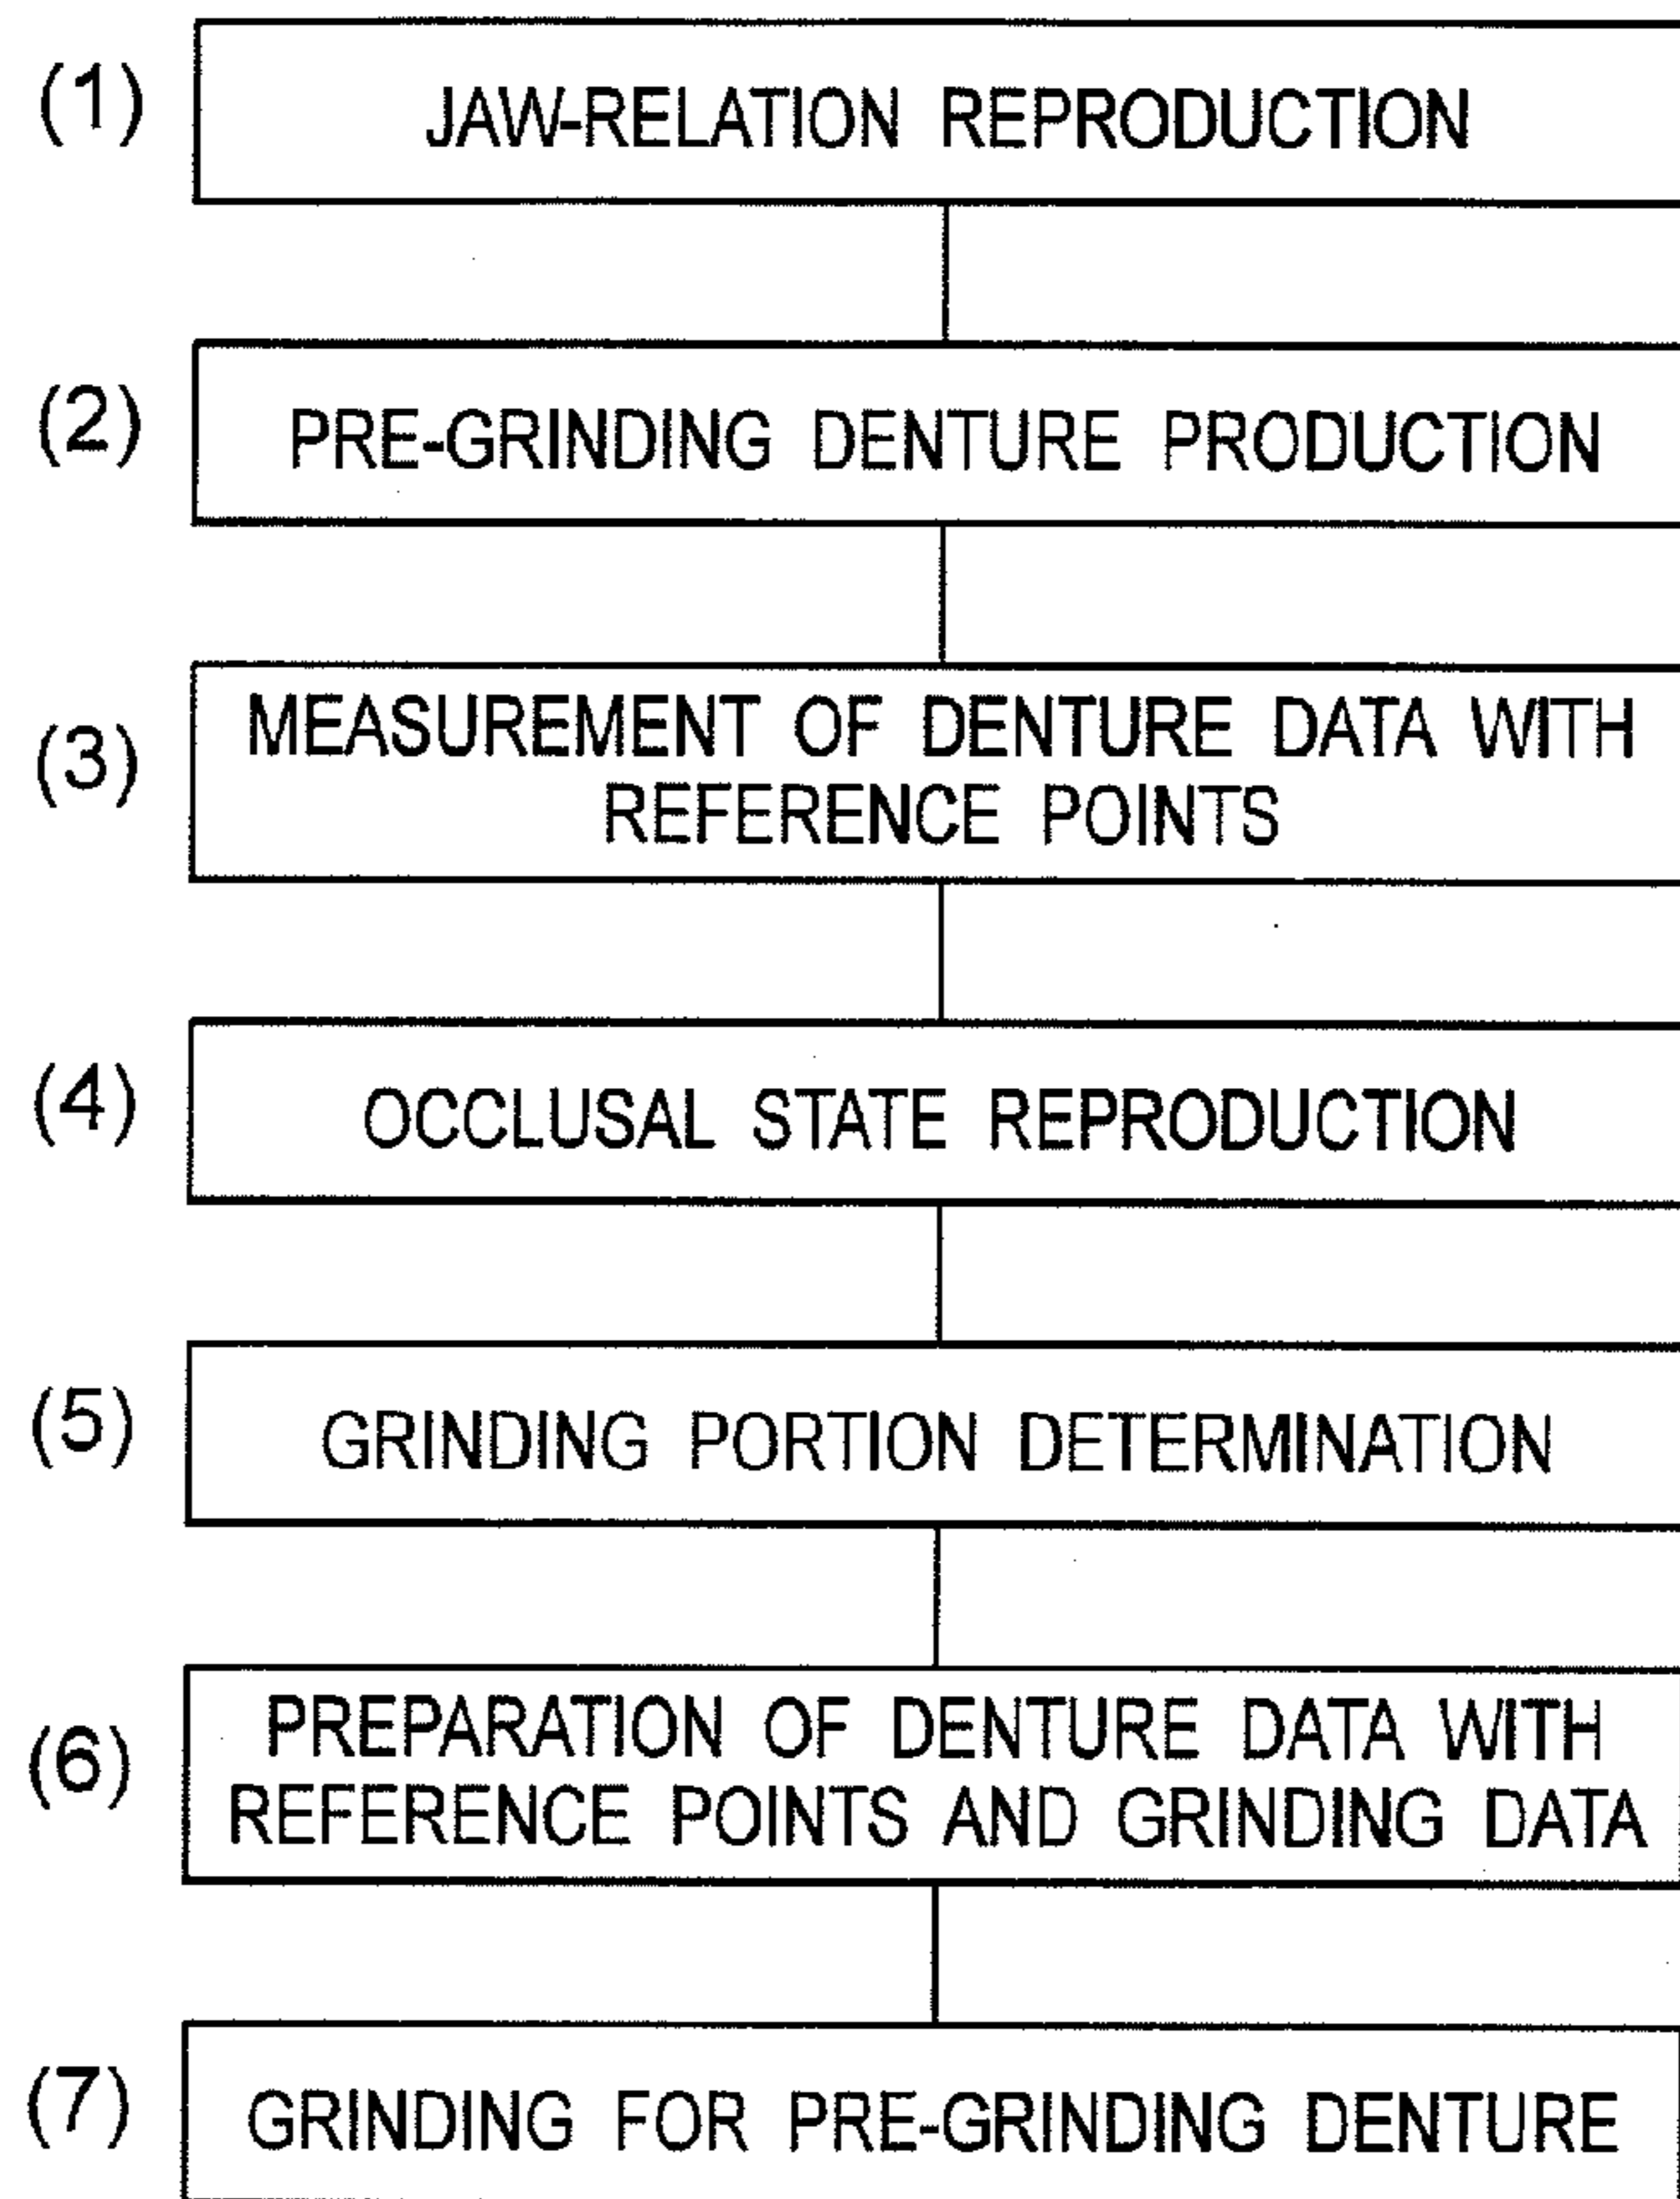 (1) JAW-RELATION REPRODUCTION
(2) PRE-GRINDING DENTURE PRODUCTION
(3) MEASUREMENT OF DENTURE DATA WITH
REFERENCE POINTS
(4) OCCLUSAL STATE REPRODUCTION
(5) GRINDING PORTION DETERMINATION
(6) PREPARATION OF DENTURE DATA WITH
REFERENCE POINTS AND GRINDING DATA
(7) GRINDING FOR PRE-GRINDING DENTURE